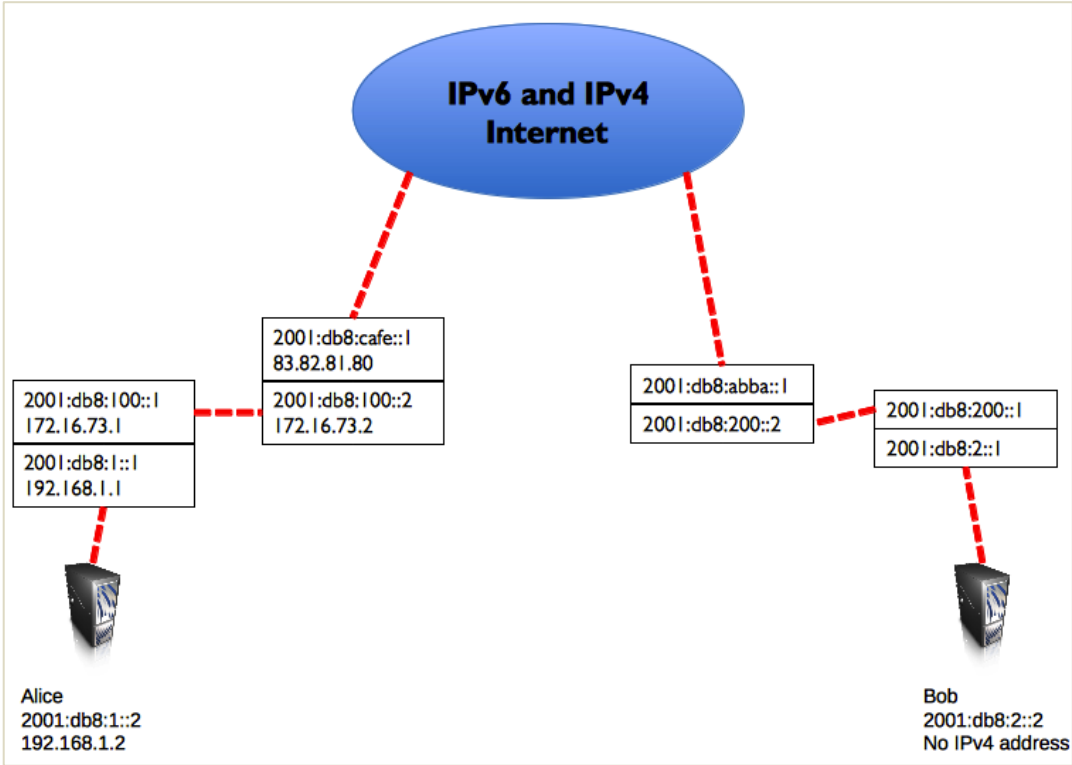 IPv6 and IPv4
Internet
2001:db8:cafe::1
83.82.81.80
2001:db8:100::2
172.16.73.2
2001:db8:100::1
172.16.73.1
2001:db8:1::1
192.168.1.1
2001:db8:abba::1
2001:db8:200::2
2001:db8:200::1
2001:db8:2::1
Alice
2001:db8:1::2
192.168.1.2
Bob
2001:db8:2::2
No IPv4 address